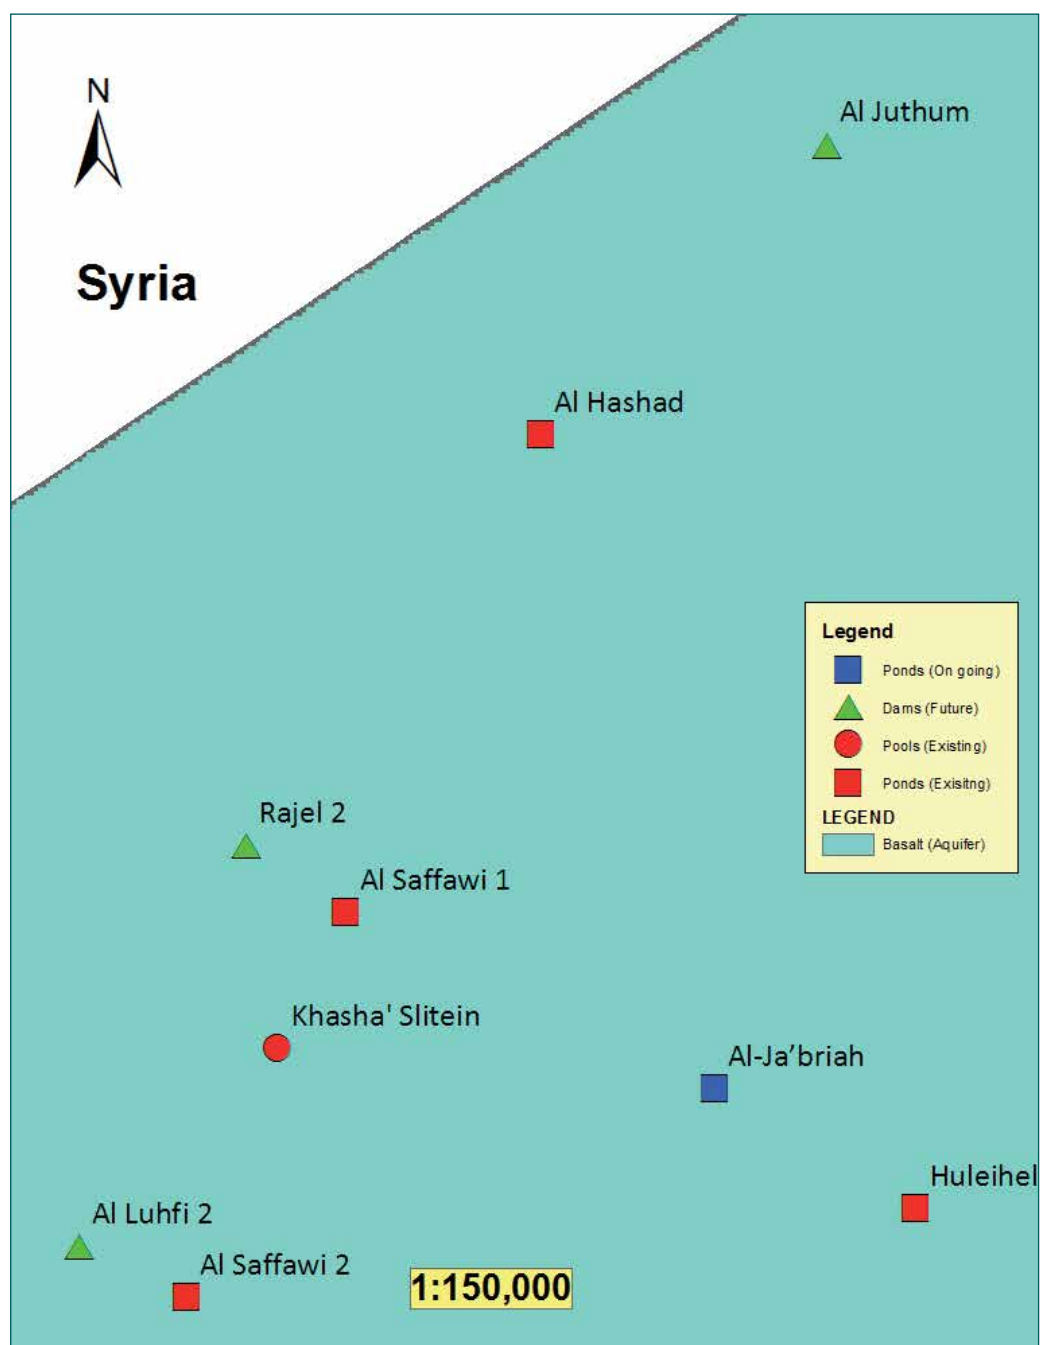 N
Al Juthum
Syria
Al Hashad
Legend
Ponds (On going)
Dams (Future)
Pools (Existing)
Ponds (Exisitng)
LEGEND
Basalt (Aquifer)
Rajel 2
Al Saffawi 1
Khasha' Slitein
Al-Ja’briah
Huleihel
Al Luhfi 2
Al Saffawi 2
1:150,000